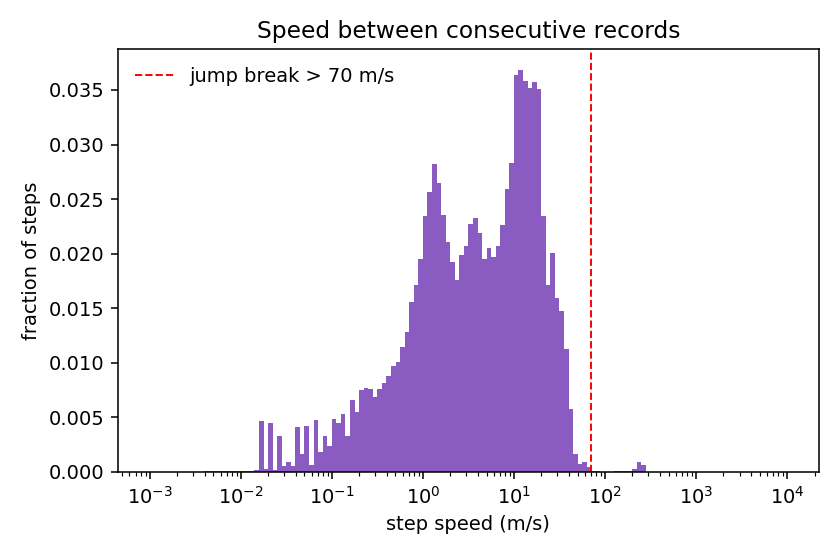 Speed between consecutive records
jump break > 70 m/s
fraction of steps
0.035
0.030
0.025
0.020
0.015
0.010
0.005
0.000
10⁻³ 10⁻² 10⁻¹ 10⁰ 10¹ 10² 10³ 10⁴
step speed (m/s)